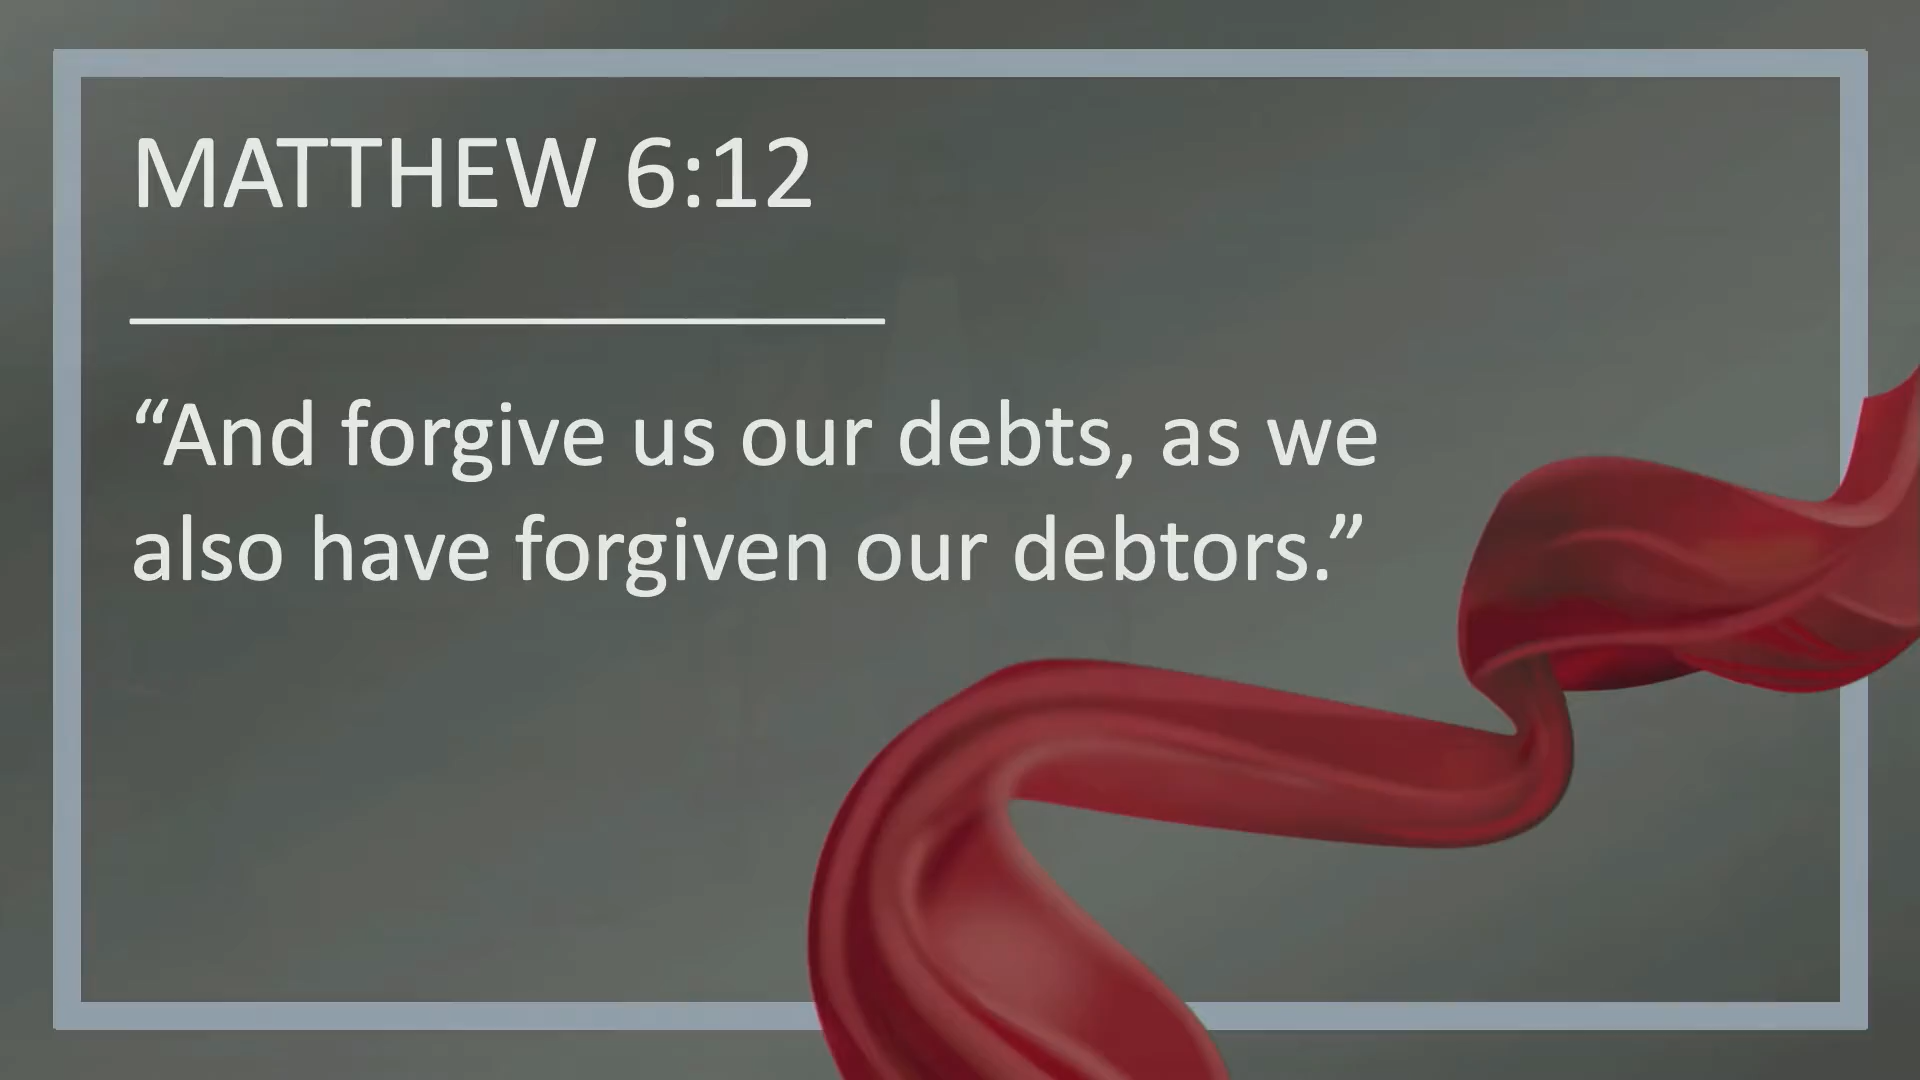 MATTHEW 6:12
“And forgive us our debts, as we
also have forgiven our debtors.”